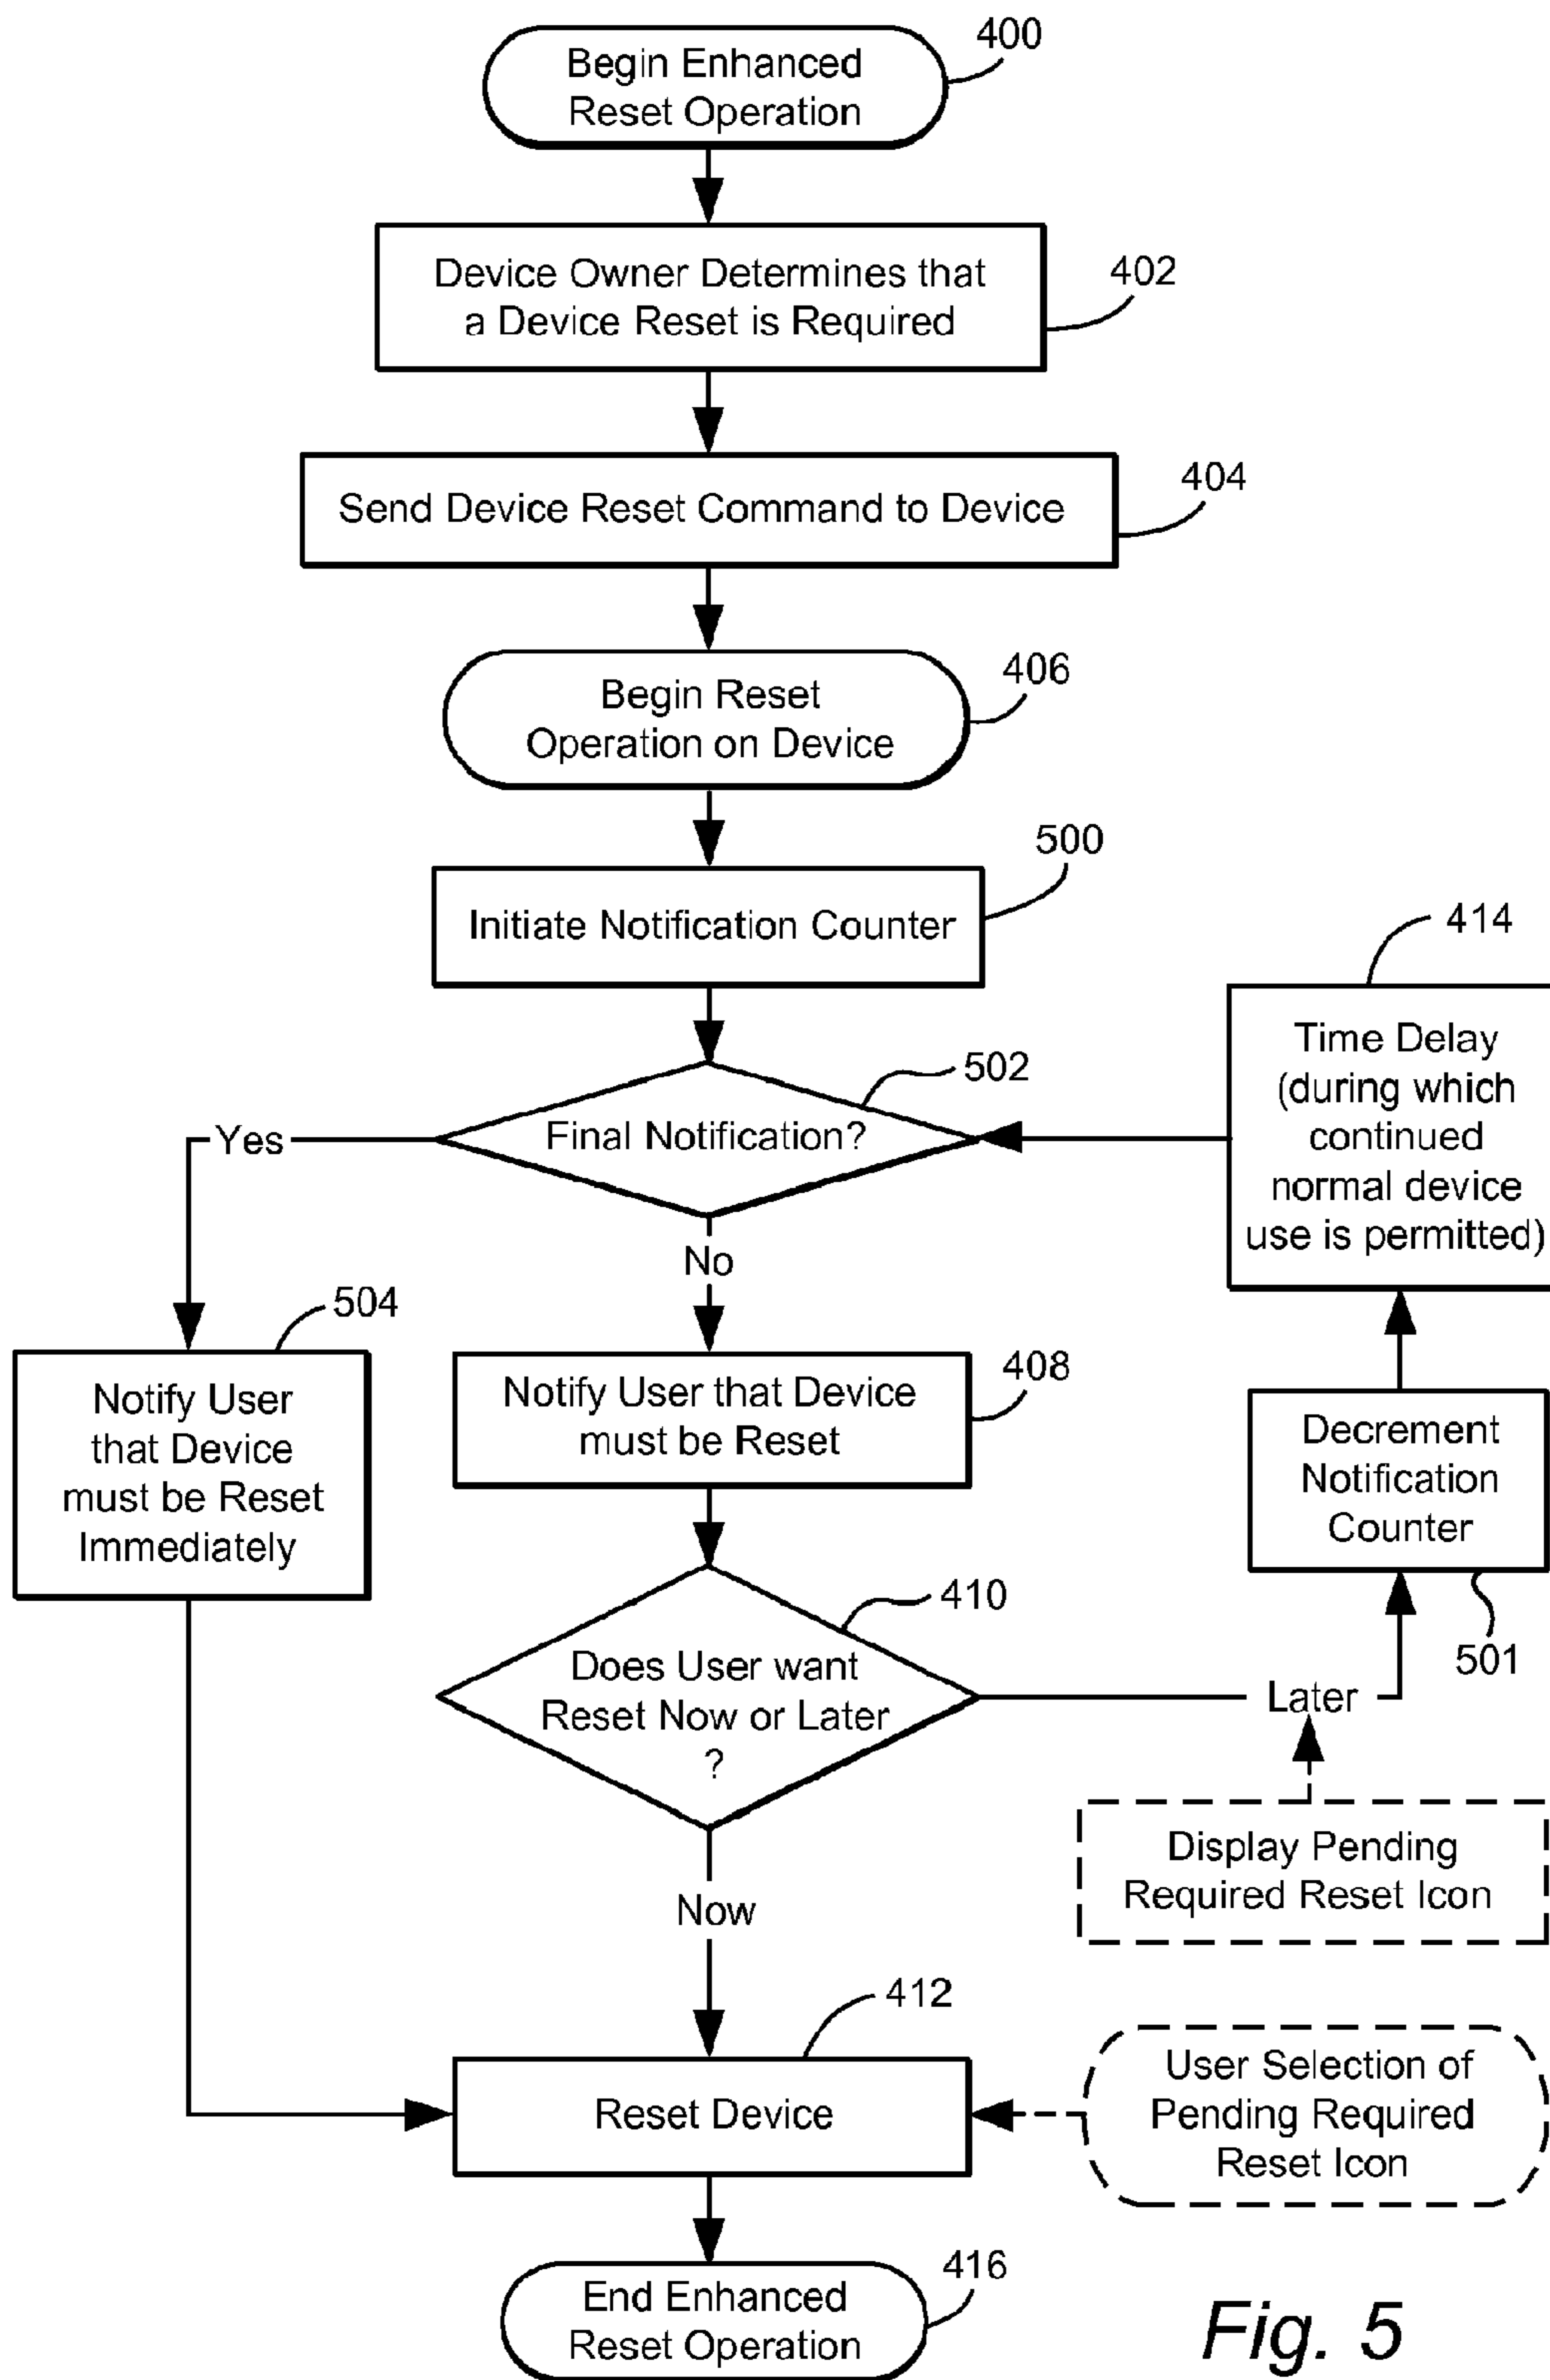 400
Begin Enhanced
Reset Operation
402
Device Owner Determines that
a Device Reset is Required
404
Send Device Reset Command to Device
406
Begin Reset
Operation on Device
500
Initiate Notification Counter
414
Time Delay
(during which
continued
normal device
use is permitted)
502
Final Notification?
Yes
No
504
Notify User
that Device
must be Reset
Immediately
408
Notify User that Device
must be Reset
Decrement
Notification
Counter
501
410
Does User want
Reset Now or Later
?
Later
Display Pending
Required Reset Icon
Now
412
Reset Device
User Selection of
Pending Required
Reset Icon
416
End Enhanced
Reset Operation
Fig. 5